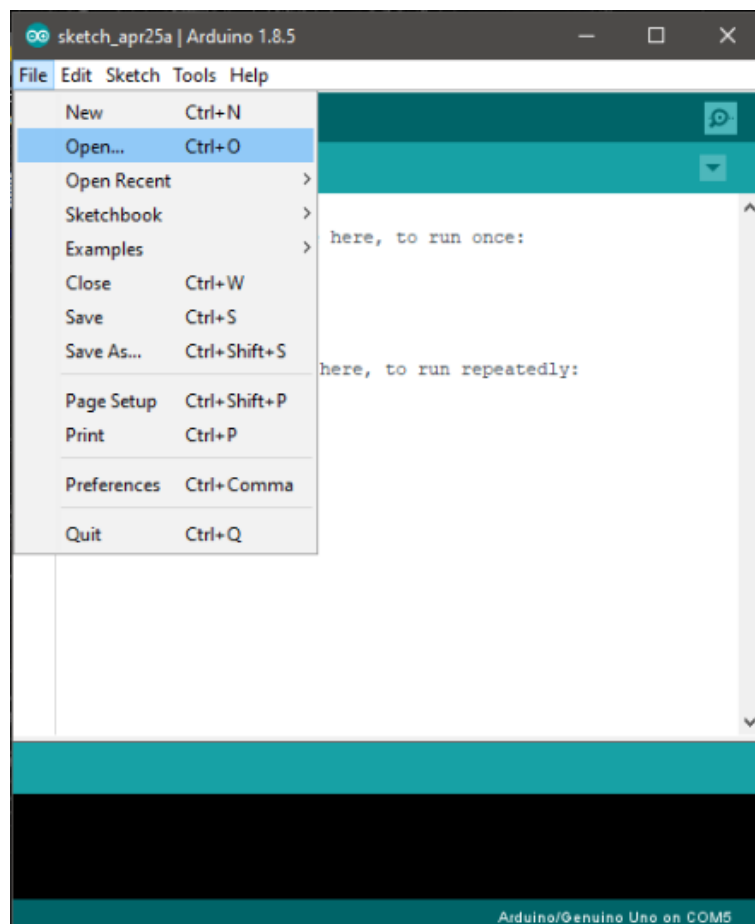 sketch_apr25a | Arduino 1.8.5
File Edit Sketch Tools Help
New Ctrl+N
Open... Ctrl+O
Open Recent
Sketchbook
Examples
here, to run once:
Close Ctrl+W
Save Ctrl+S
Save As... Ctrl+Shift+S
here, to run repeatedly:
Page Setup Ctrl+Shift+P
Print Ctrl+P
Preferences Ctrl+Comma
Quit Ctrl+Q
Arduino/Genuino Uno on COM5